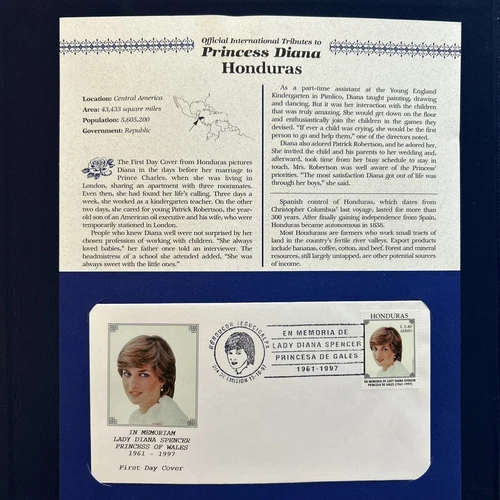 Official International Tributes to
Princess Diana
Honduras
Location: Central America
Area: 43,433 square miles
Population: 5,605,200
Government: Republic
The First Day Cover from Honduras pictures
Diana in the days before her marriage to
Prince Charles, when she was living in
London, sharing an apartment with three roommates.
Even then, she had found her life's calling. Three days a
week, she worked as a kindergarten teacher. On the other
two days, she cared for young Patrick Robertson, the year-
old son of an American oil executive and his wife, who were
temporarily stationed in London.
People who knew Diana well were not surprised by her
chosen profession of working with children. "She always
loved babies," her father once told an interviewer. The
headmistress of a school she attended added, "She was
always sweet with the little ones."
As a part-time assistant at the Young England
Kindergarten in Pimlico, Diana taught painting, drawing
and dancing. But it was her interaction with the children
that was truly amazing. She would get down on the floor
and enthusiastically join the children in the games they
devised. "If ever a child was crying, she would be the first
person to go and help them," one of the directors noted.
Diana also adored Patrick Robertson, and be adored her.
She invited the child and his parents to her wedding and,
afterward, took time from her busy schedule to stay in
touch. Mrs. Robertson was well aware of the Princess'
priorities. "The most satisfaction Diana got out of life was
through her boys," she said.
Spanish control of Honduras, which dates from
Christopher Columbus' last voyage, lasted for more than
300 years. After finally gaining independence from Spain,
Honduras became autonomous in 1838.
Most Hondurans are farmers who work small tracts of
land in the country's fertile river valleys. Export products
include bananas, coffee, cotton, and beef. Forest and mineral
resources, still largely untapped, are other potential sources
of income.
IN MEMORIAM
LADY DIANA SPENCER
PRINCESS OF WALES
1961 - 1997
First Day Cover
EN MEMORIA DE
LADY DIANA SPENCER
PRINCESA DE GALES
1961-1997
HONDURAS
AEREO
EN MEMORIA DE LADY DIANA SPENCER
PRINCESA DE GALES (1961-1997)